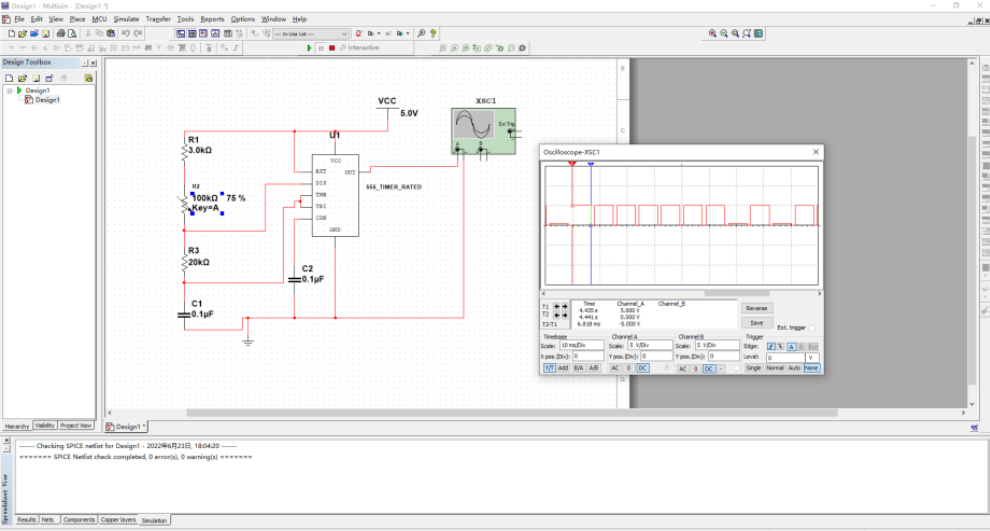 Design1 - Multisim - [Design1 *]
File Edit View Place MCU Simulate Transfer Tools Reports Options Window Help
--- In-Use List ---
Interactive
Design Toolbox
Design1
Design1
VCC
5.0V
XSC1
Ext Trig
A B
R1
3.0kΩ
R2
100kΩ 75 %
Key=A
R3
20kΩ
C1
0.1µF
C2
0.1µF
U1
VCC
RST OUT
DIS
THR
TRI
CON
GND
555_TIMER_RATED
B
C
G
Oscilloscope-XSC1
Time Channel_A Channel_B
T1 4.435 s 5.000 V
T2 4.441 s 0.000 V
T2-T1 6.818 ms -5.000 V
Reverse
Save
Ext. trigger
Timebase
Scale: 10 ms/Div
X pos.(Div): 0
Y/T Add B/A A/B
Channel A
Scale: 5 V/Div
Y pos.(Div): 0
AC 0 DC
Channel B
Scale: 5 V/Div
Y pos.(Div): 0
AC 0 DC -
Trigger
Edge: A B Ext
Level: 0 V
Single Normal Auto None
Hierarchy Visibility Project View
Design1 *
------ Checking SPICE netlist for Design1 - 2022年6月23日, 18:04:20 ------
======= SPICE Netlist check completed, 0 error(s), 0 warning(s) =======
Spreadsheet View
Results Nets Components Copper layers Simulation